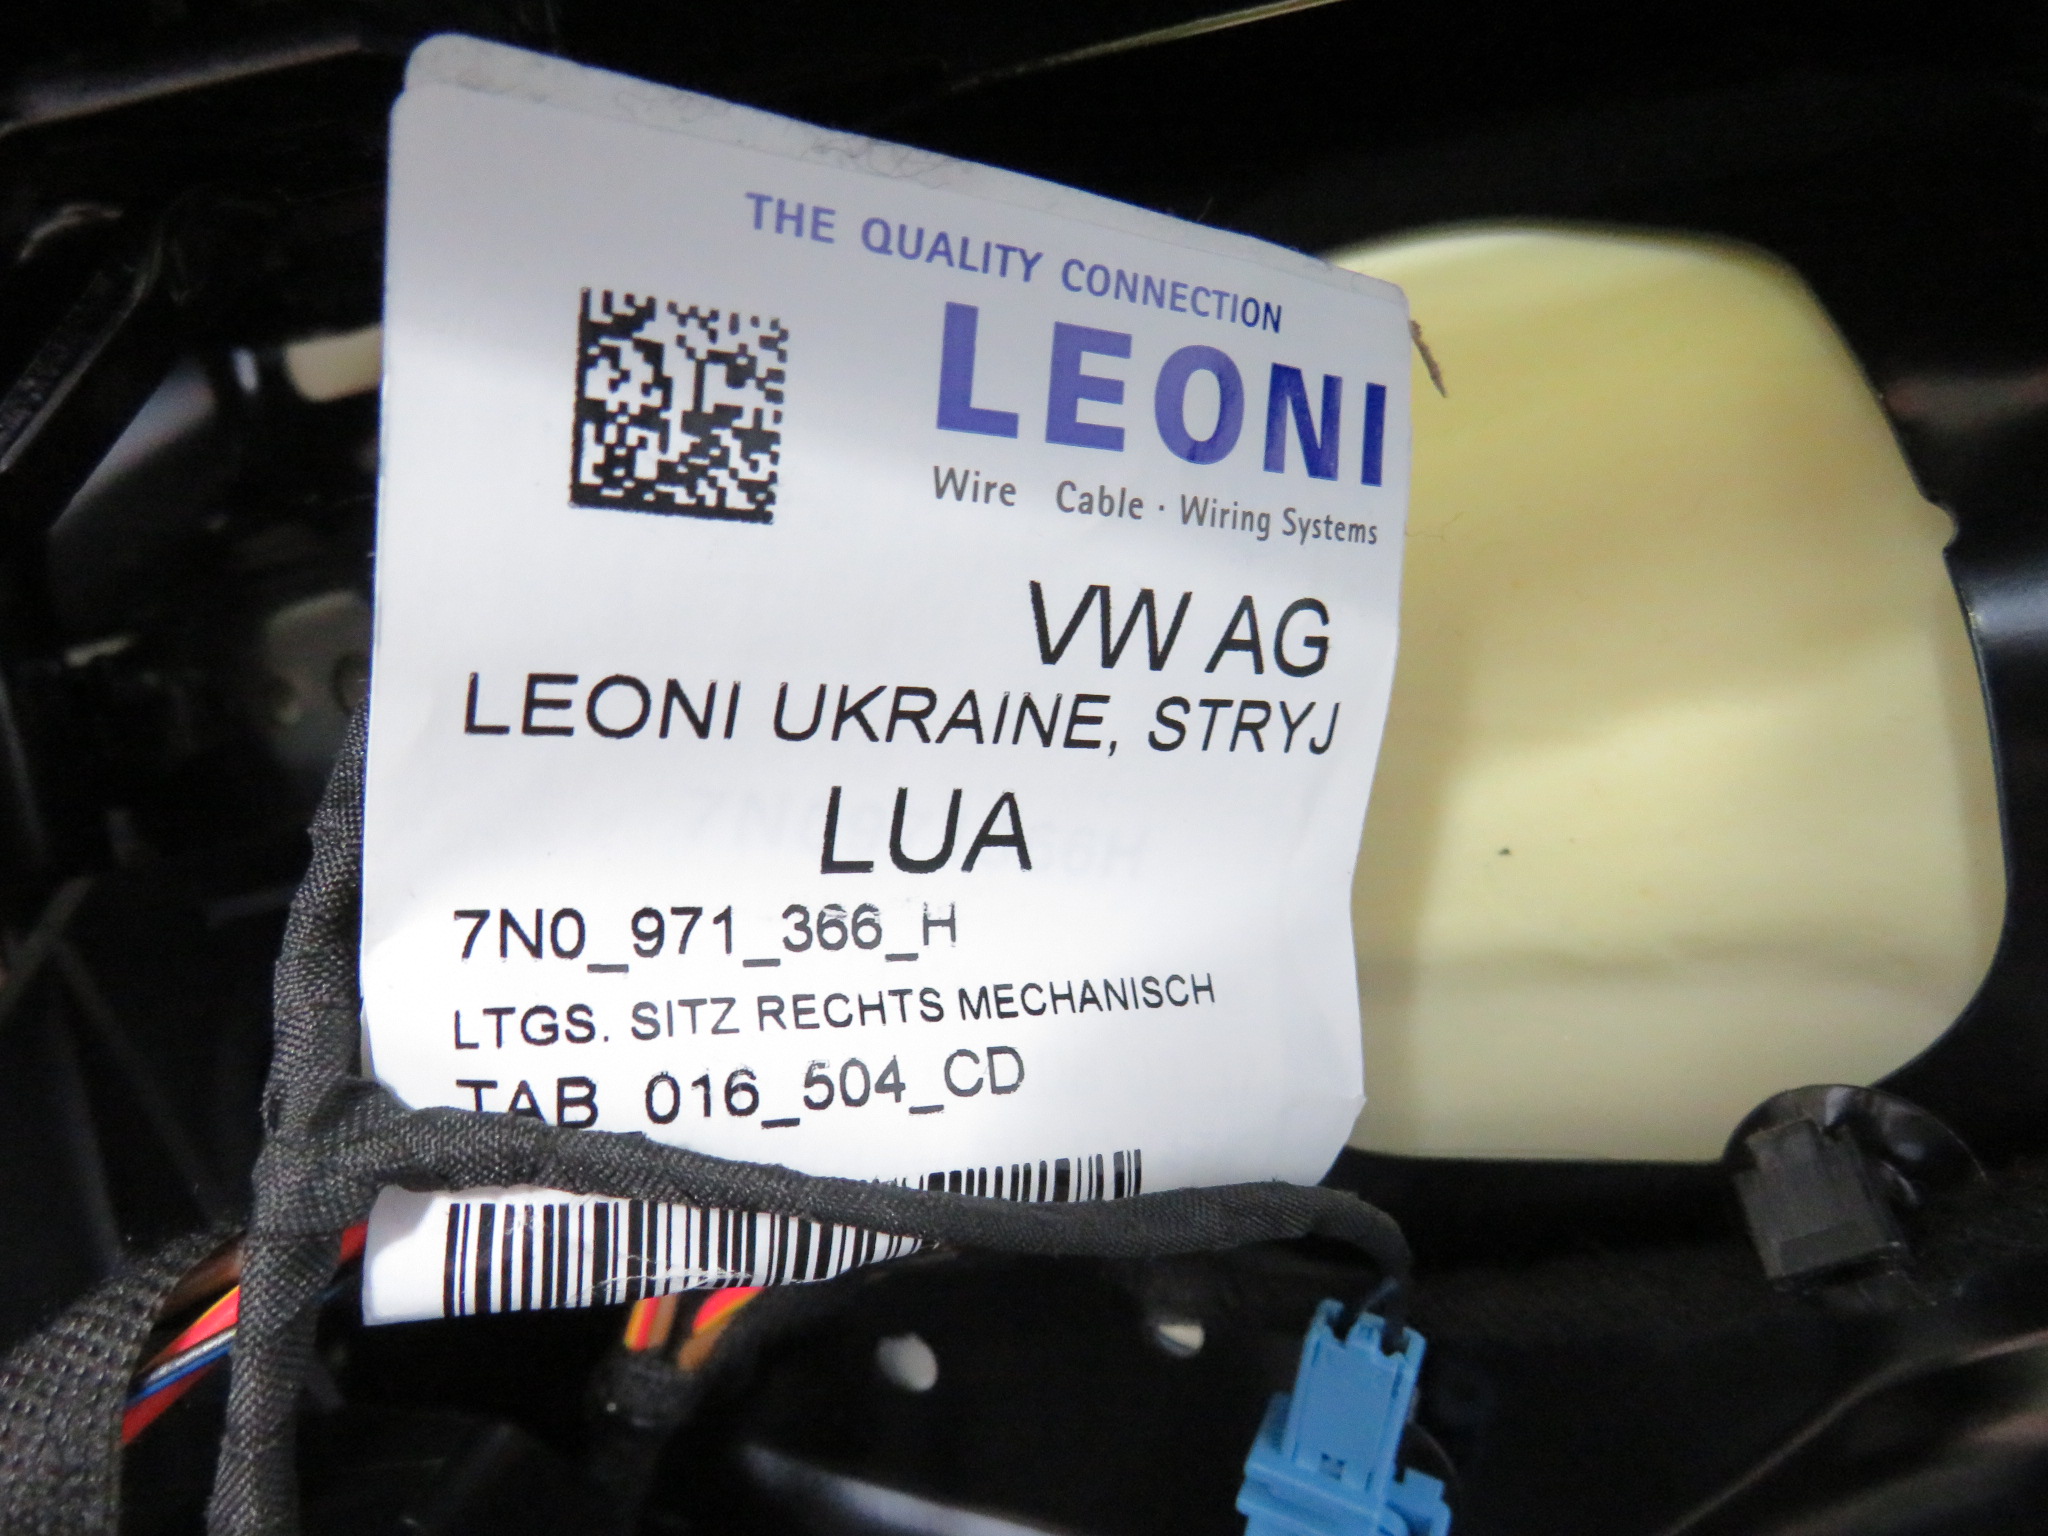 THE QUALITY CONNECTION
LEONI
Wire Cable · Wiring Systems
VW AG
LEONI UKRAINE, STRYJ
LUA
7N0_971_366_H
LTGS. SITZ RECHTS MECHANISCH
TAB_016_504_CD